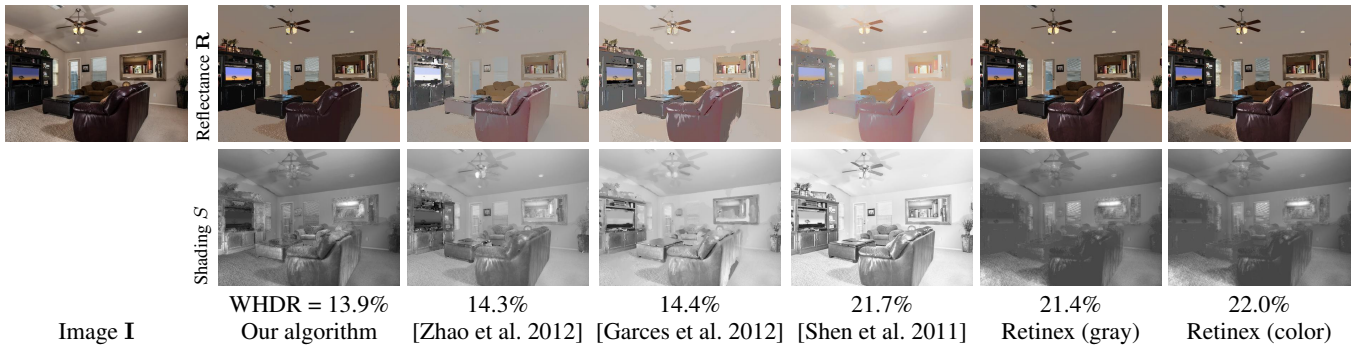 Reflectance R
Shading S
WHDR = 13.9% 14.3% 14.4% 21.7% 21.4% 22.0%
Image I Our algorithm [Zhao et al. 2012] [Garces et al. 2012] [Shen et al. 2011] Retinex (gray) Retinex (color)